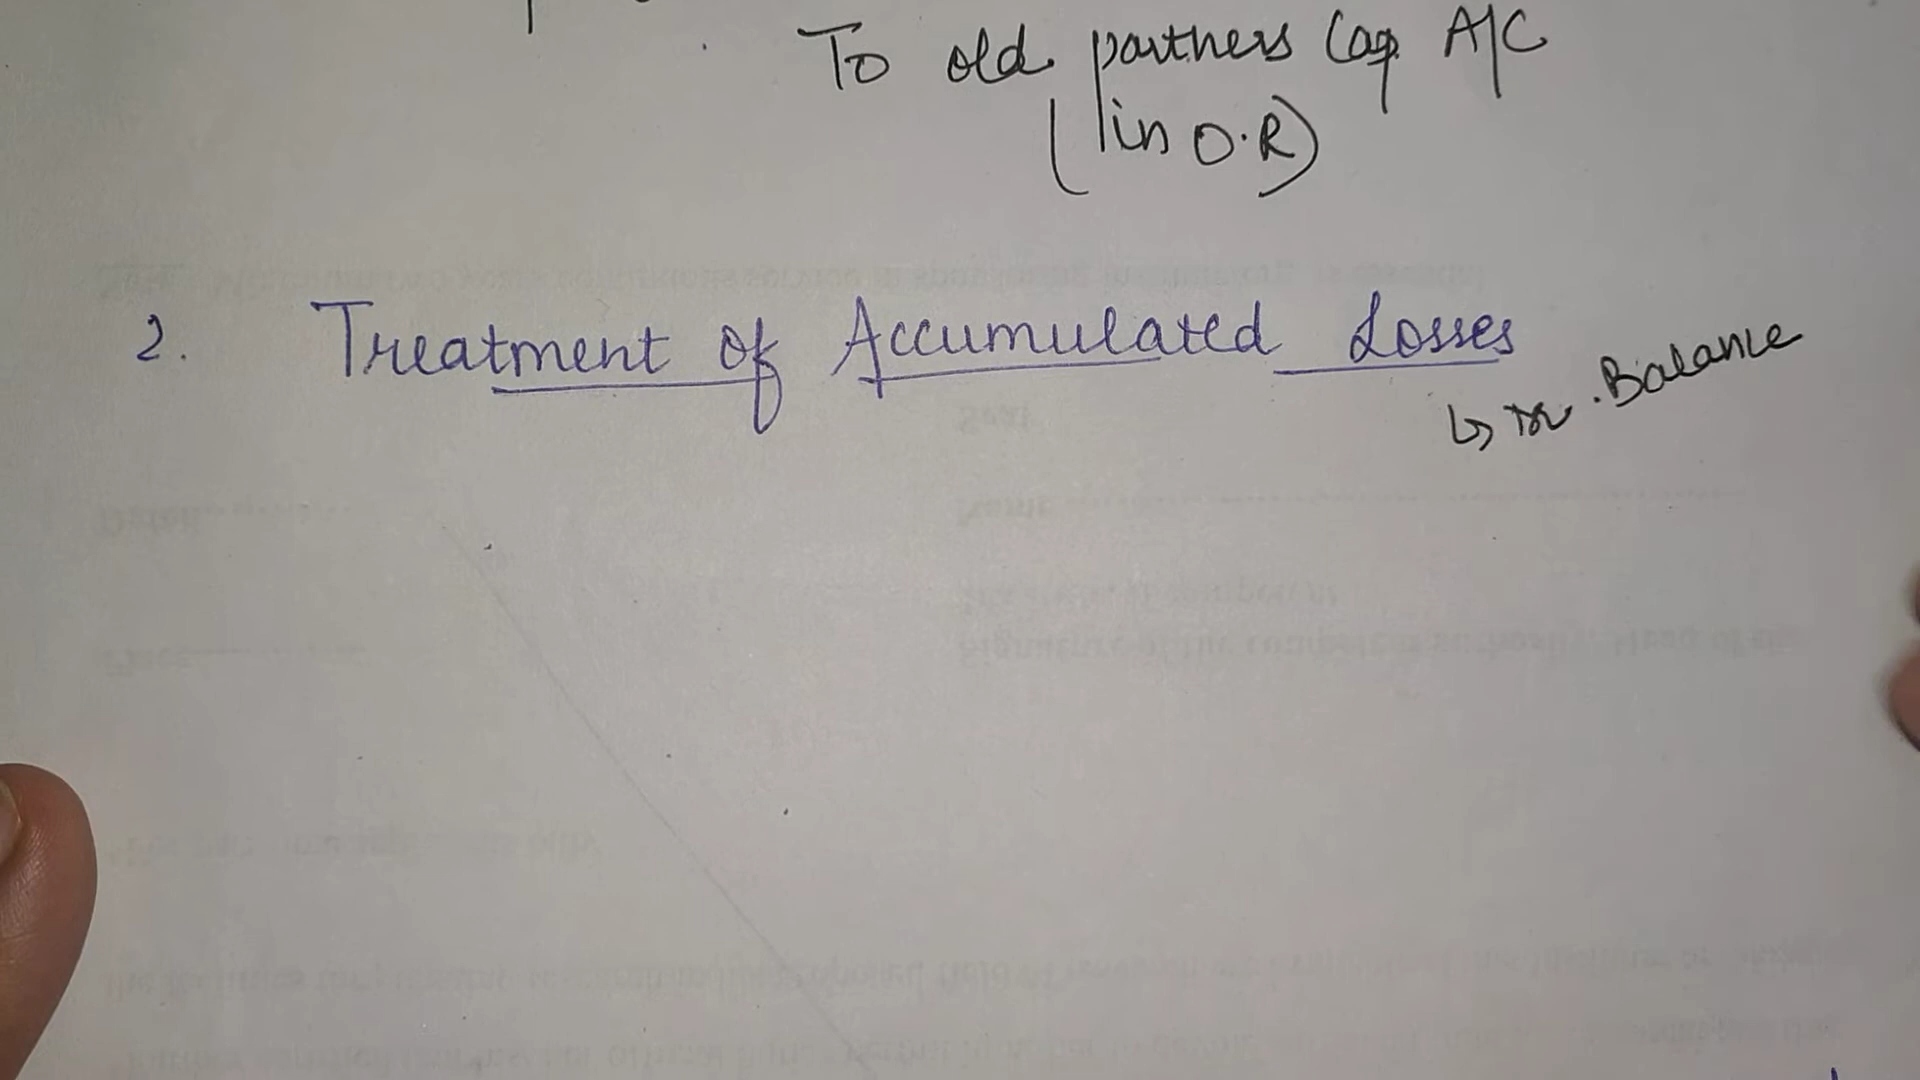 To old partners Cap A/C
(in O.R)
2. Treatment of Accumulated Losses
↳ Dr. Balance